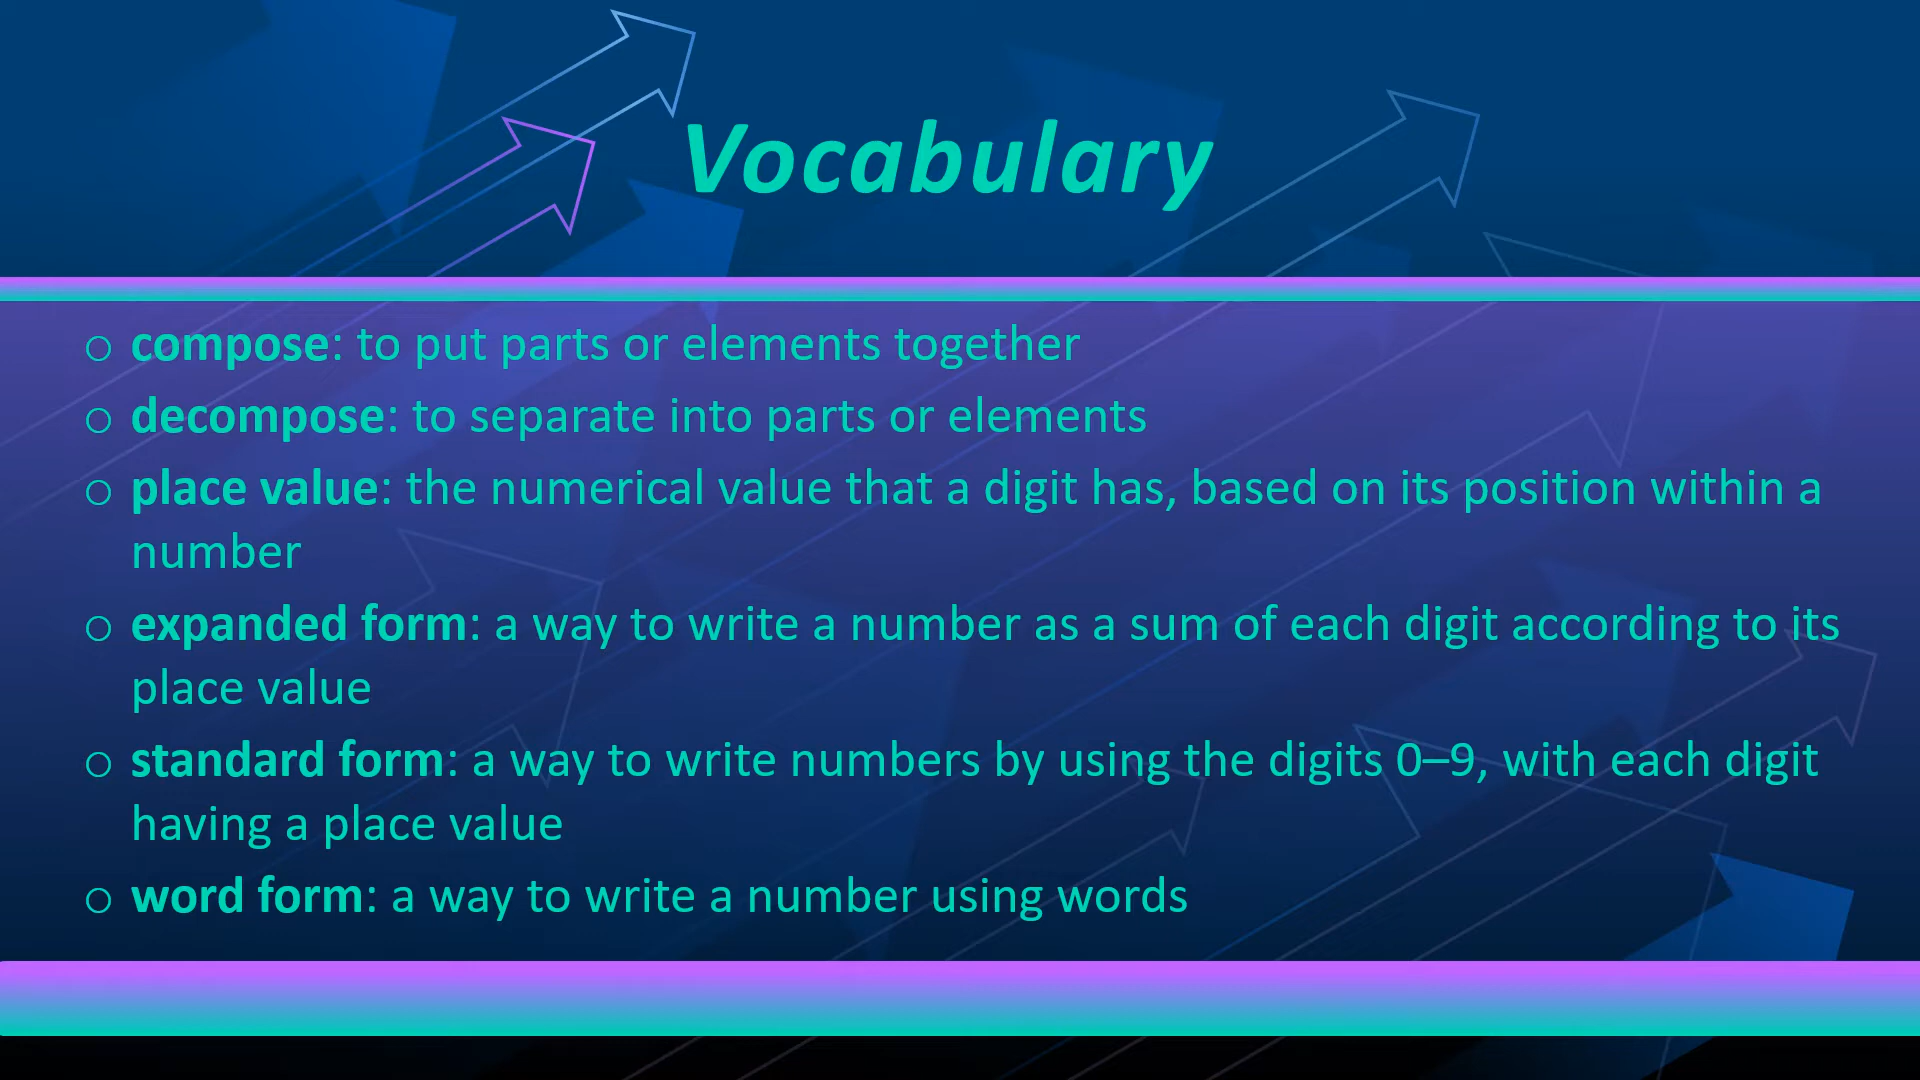 Vocabulary
○ compose: to put parts or elements together
○ decompose: to separate into parts or elements
○ place value: the numerical value that a digit has, based on its position within a
number
○ expanded form: a way to write a number as a sum of each digit according to its
place value
○ standard form: a way to write numbers by using the digits 0–9, with each digit
having a place value
○ word form: a way to write a number using words